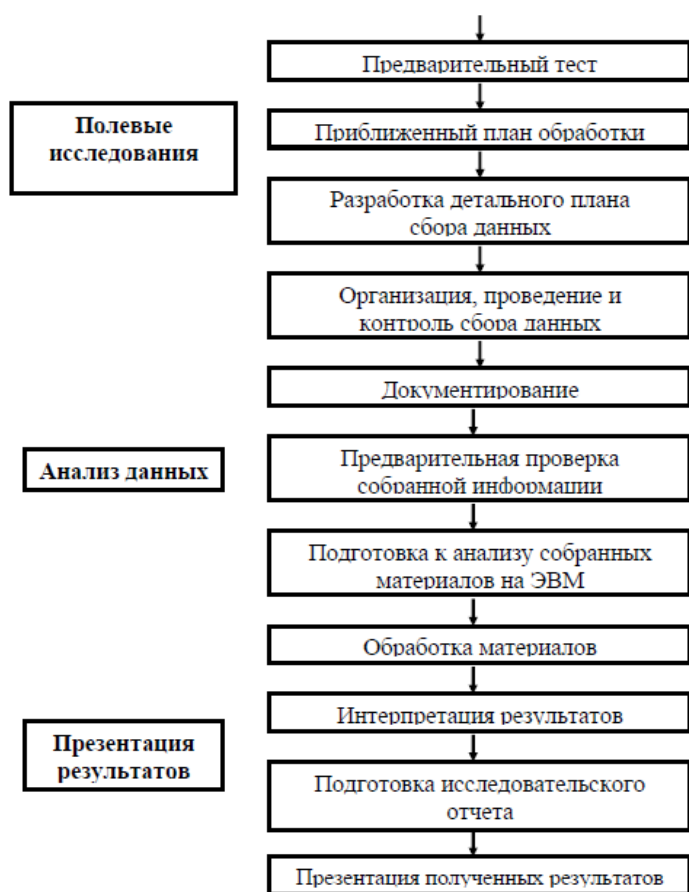 Предварительный тест
Полевые
исследования
Приближенный план обработки
Разработка детального плана
сбора данных
Организация, проведение и
контроль сбора данных
Документирование
Анализ данных
Предварительная проверка
собранной информации
Подготовка к анализу собранных
материалов на ЭВМ
Обработка материалов
Интерпретация результатов
Презентация
результатов
Подготовка исследовательского
отчета
Презентация полученных результатов